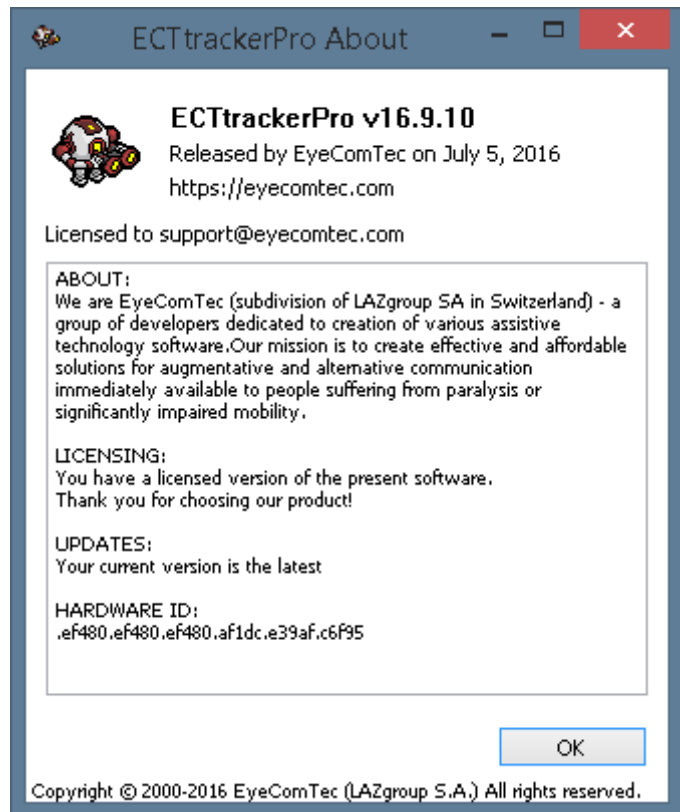 ECTtrackerPro About
ECTtrackerPro v16.9.10
Released by EyeComTec on July 5, 2016
https://eyecomtec.com
Licensed to support@eyecomtec.com
ABOUT:
We are EyeComTec (subdivision of LAZgroup SA in Switzerland) - a
group of developers dedicated to creation of various assistive
technology software.Our mission is to create effective and affordable
solutions for augmentative and alternative communication
immediately available to people suffering from paralysis or
significantly impaired mobility.
LICENSING:
You have a licensed version of the present software.
Thank you for choosing our product!
UPDATES:
Your current version is the latest
HARDWARE ID:
.ef480.ef480.ef480.af1dc.e39af.c6f95
OK
Copyright © 2000-2016 EyeComTec (LAZgroup S.A.) All rights reserved.